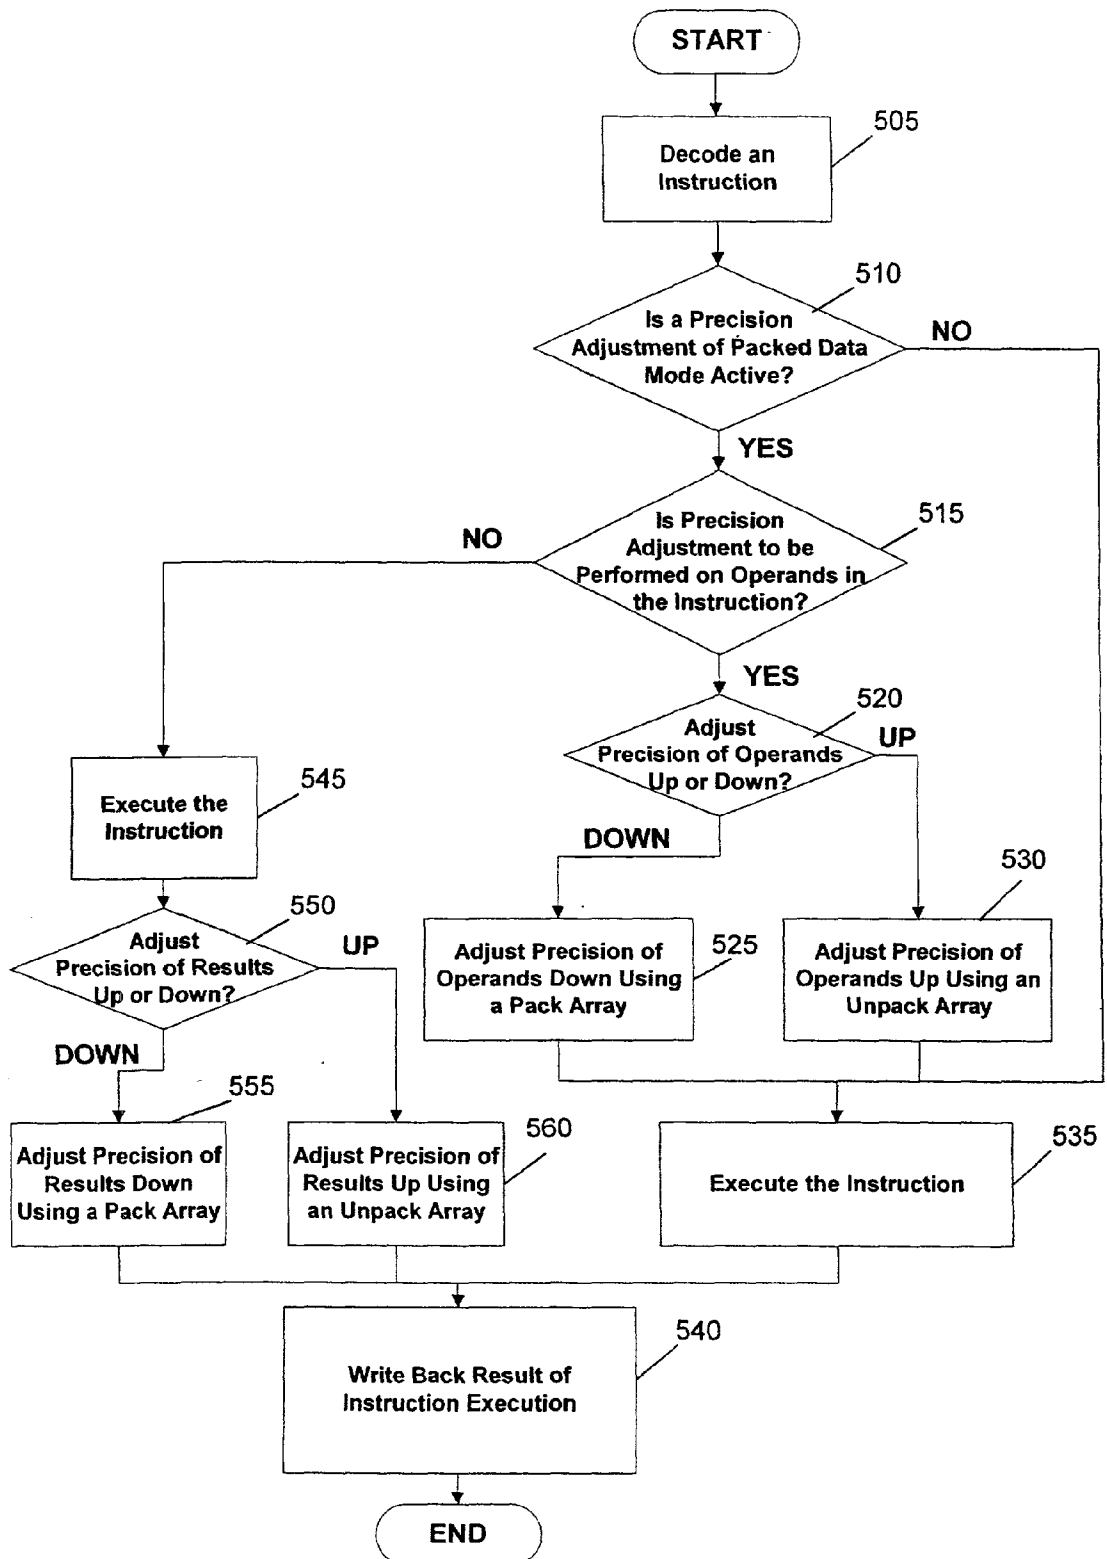 START
505
Decode an
Instruction
510
Is a Precision
Adjustment of Packed Data
Mode Active?
NO
YES
515
Is Precision
Adjustment to be
Performed on Operands in
the Instruction?
NO
YES
520
Adjust
Precision of Operands
Up or Down?
UP
DOWN
545
Execute the
Instruction
550
Adjust
Precision of Results
Up or Down?
UP
DOWN
525
Adjust Precision of
Operands Down Using
a Pack Array
530
Adjust Precision of
Operands Up Using an
Unpack Array
555
Adjust Precision of
Results Down
Using a Pack Array
560
Adjust Precision of
Results Up Using
an Unpack Array
535
Execute the Instruction
540
Write Back Result of
Instruction Execution
END